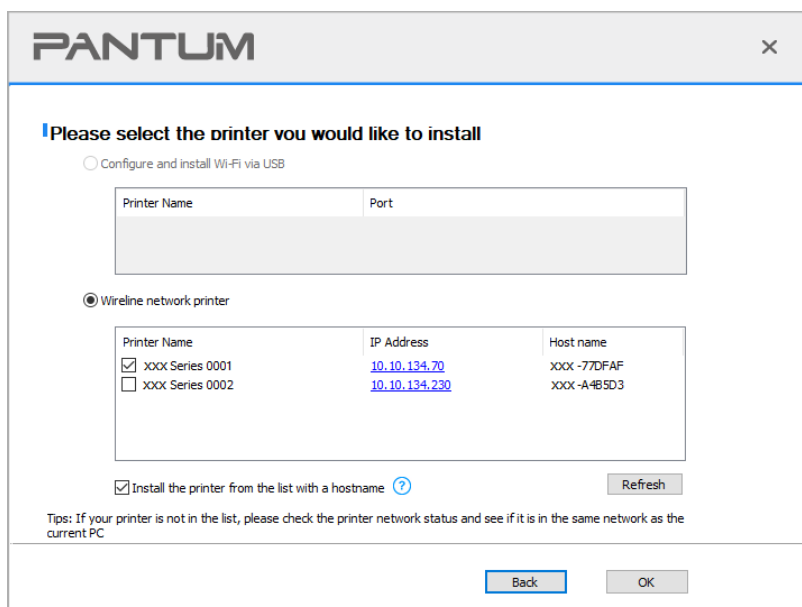 PANTUM
Please select the printer you would like to install
Configure and install Wi-Fi via USB
Printer Name Port
Wireline network printer
Printer Name IP Address Host name
XXX Series 0001 10.10.134.70 XXX -77DFAF
XXX Series 0002 10.10.134.230 XXX -A4B5D3
Install the printer from the list with a hostname ? Refresh
Tips: If your printer is not in the list, please check the printer network status and see if it is in the same network as the
current PC
Back OK